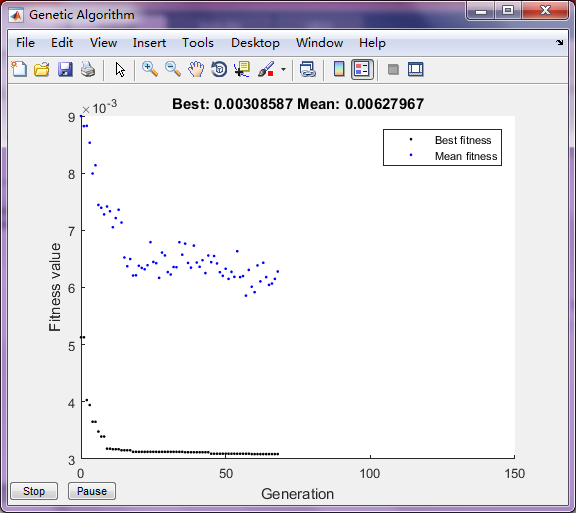 Genetic Algorithm
File Edit View Insert Tools Desktop Window Help
×10-3
Best: 0.00308587 Mean: 0.00627967
Best fitness
Mean fitness
9
8
7
6
5
4
3
Fitness value
0 50 100 150
Generation
Stop Pause